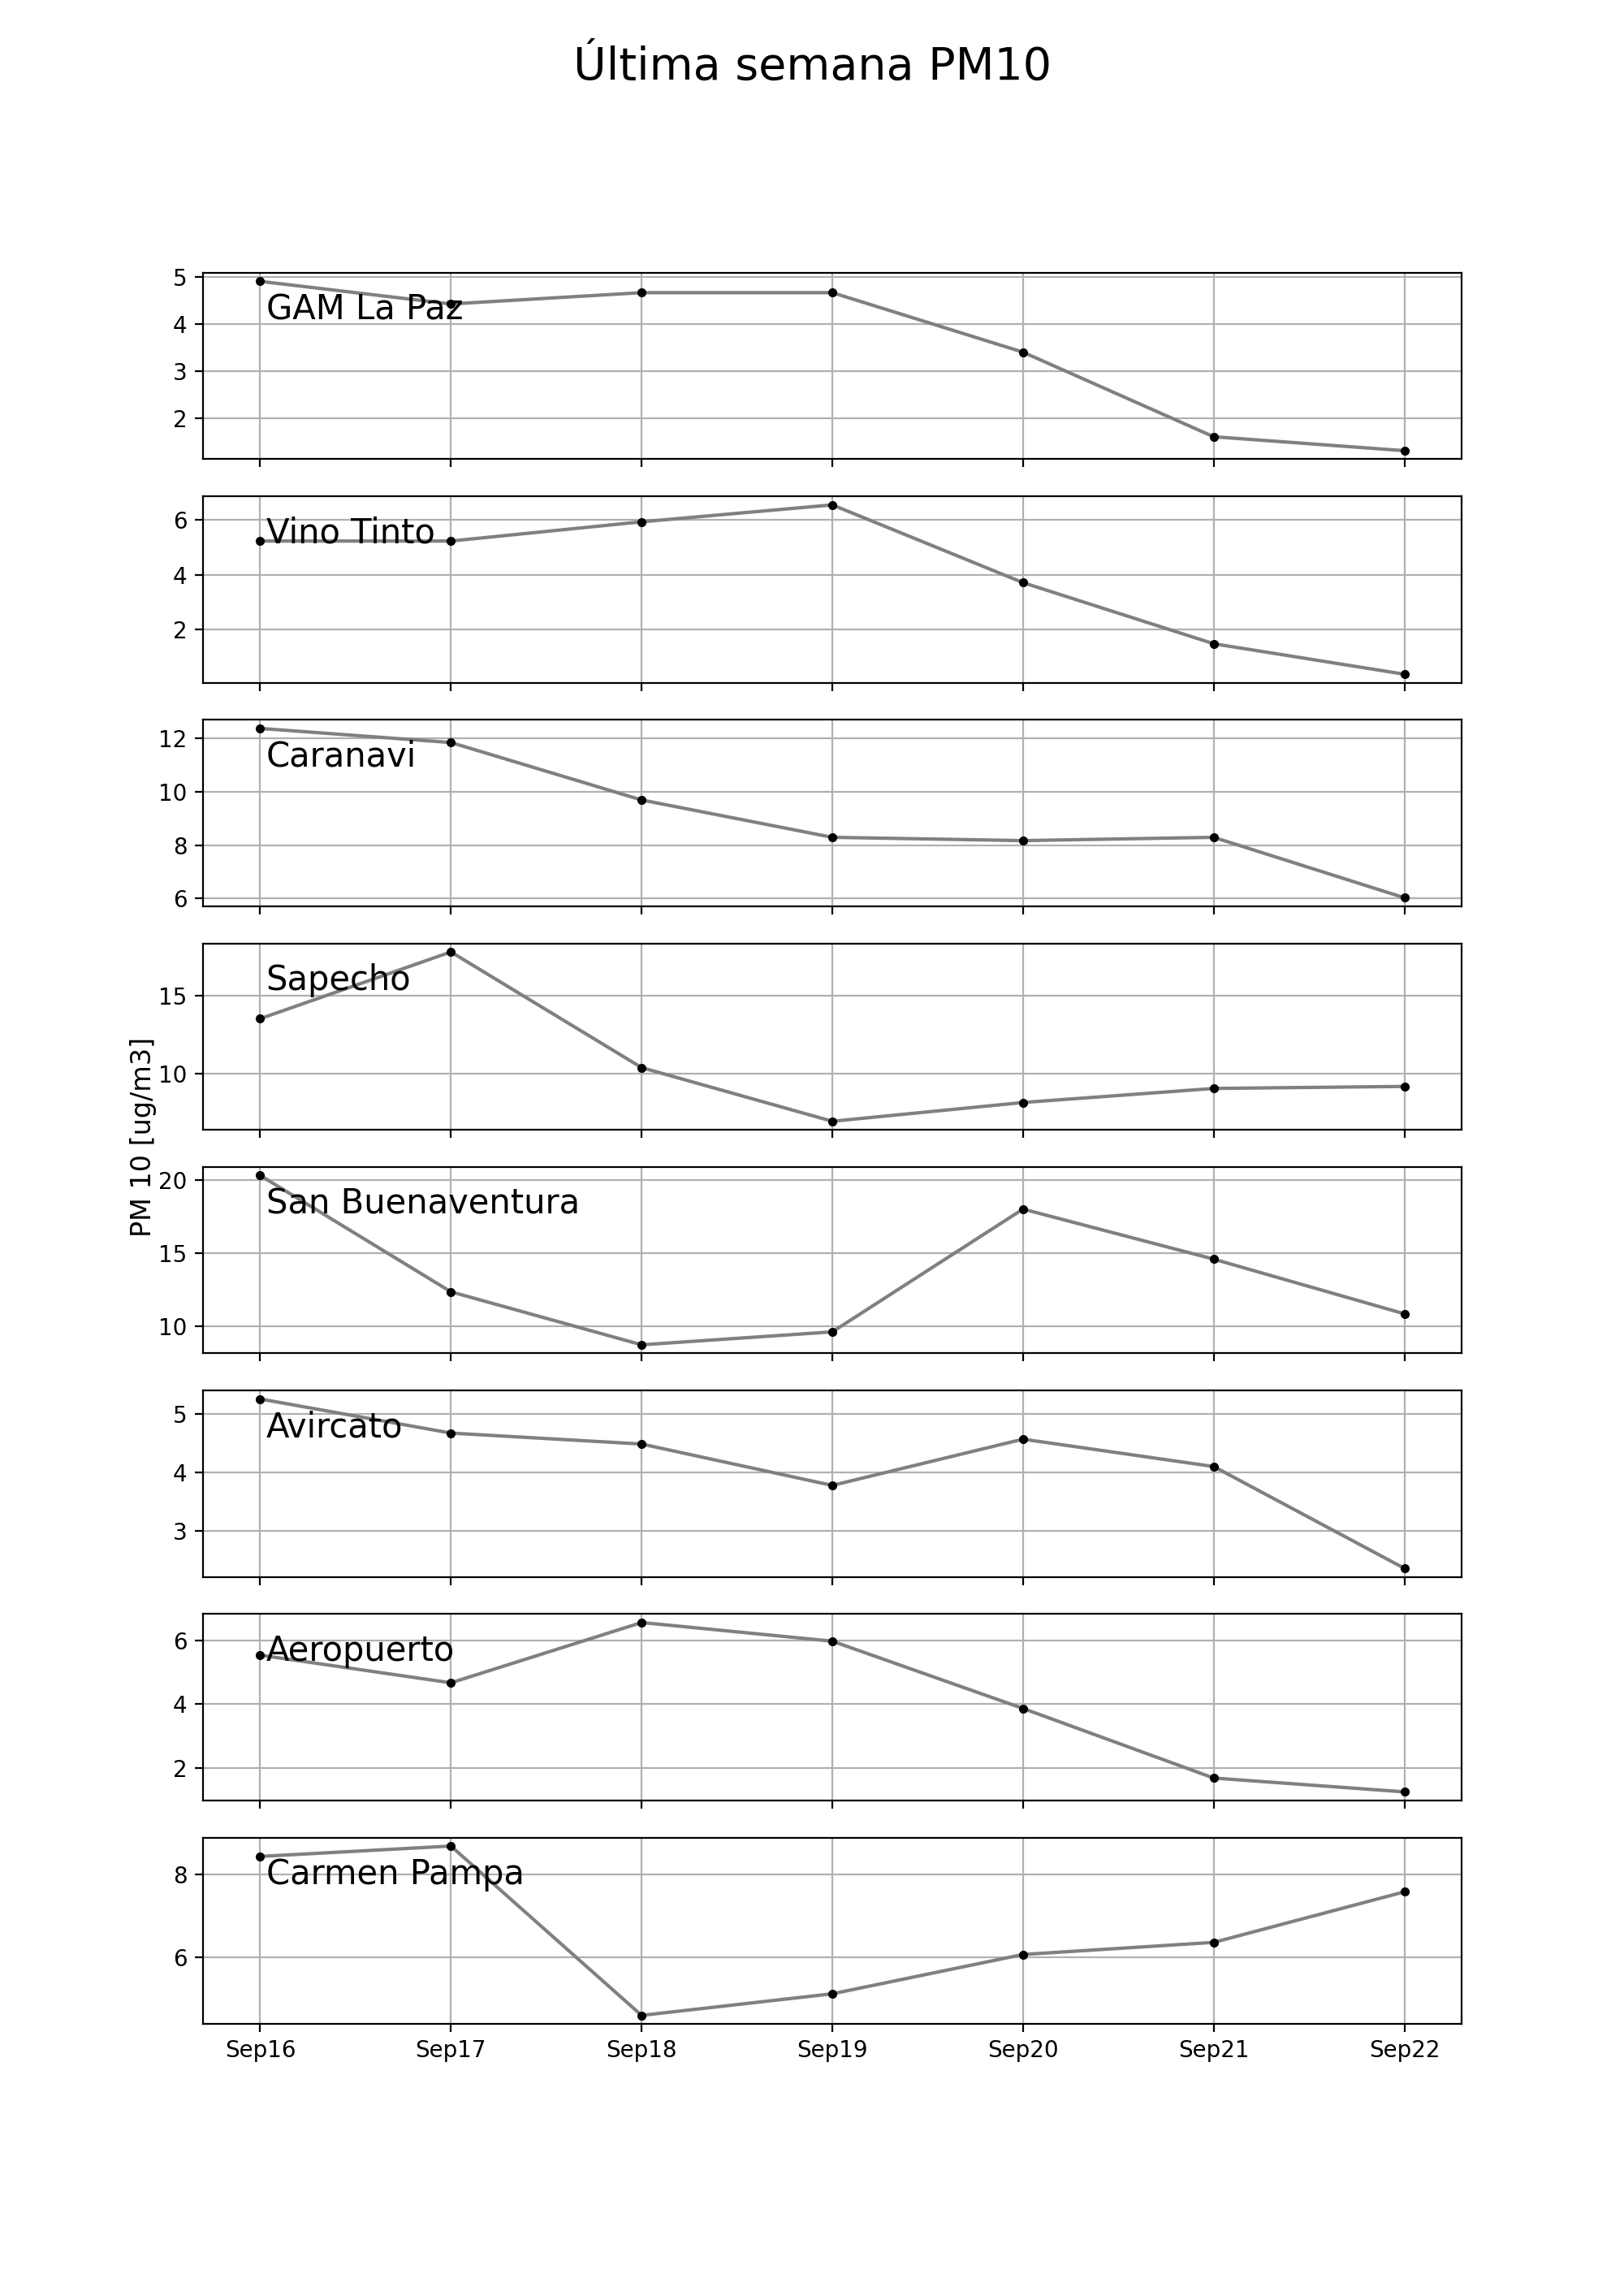 Última semana PM10
5
4
3
2
GAM La Paz
6
4
2
Vino Tinto
12
10
8
6
Caranavi
15
10
Sapecho
PM 10 [ug/m3]
20
15
10
San Buenaventura
5
4
3
Avircato
6
4
2
Aeropuerto
8
6
Carmen Pampa
Sep16 Sep17 Sep18 Sep19 Sep20 Sep21 Sep22